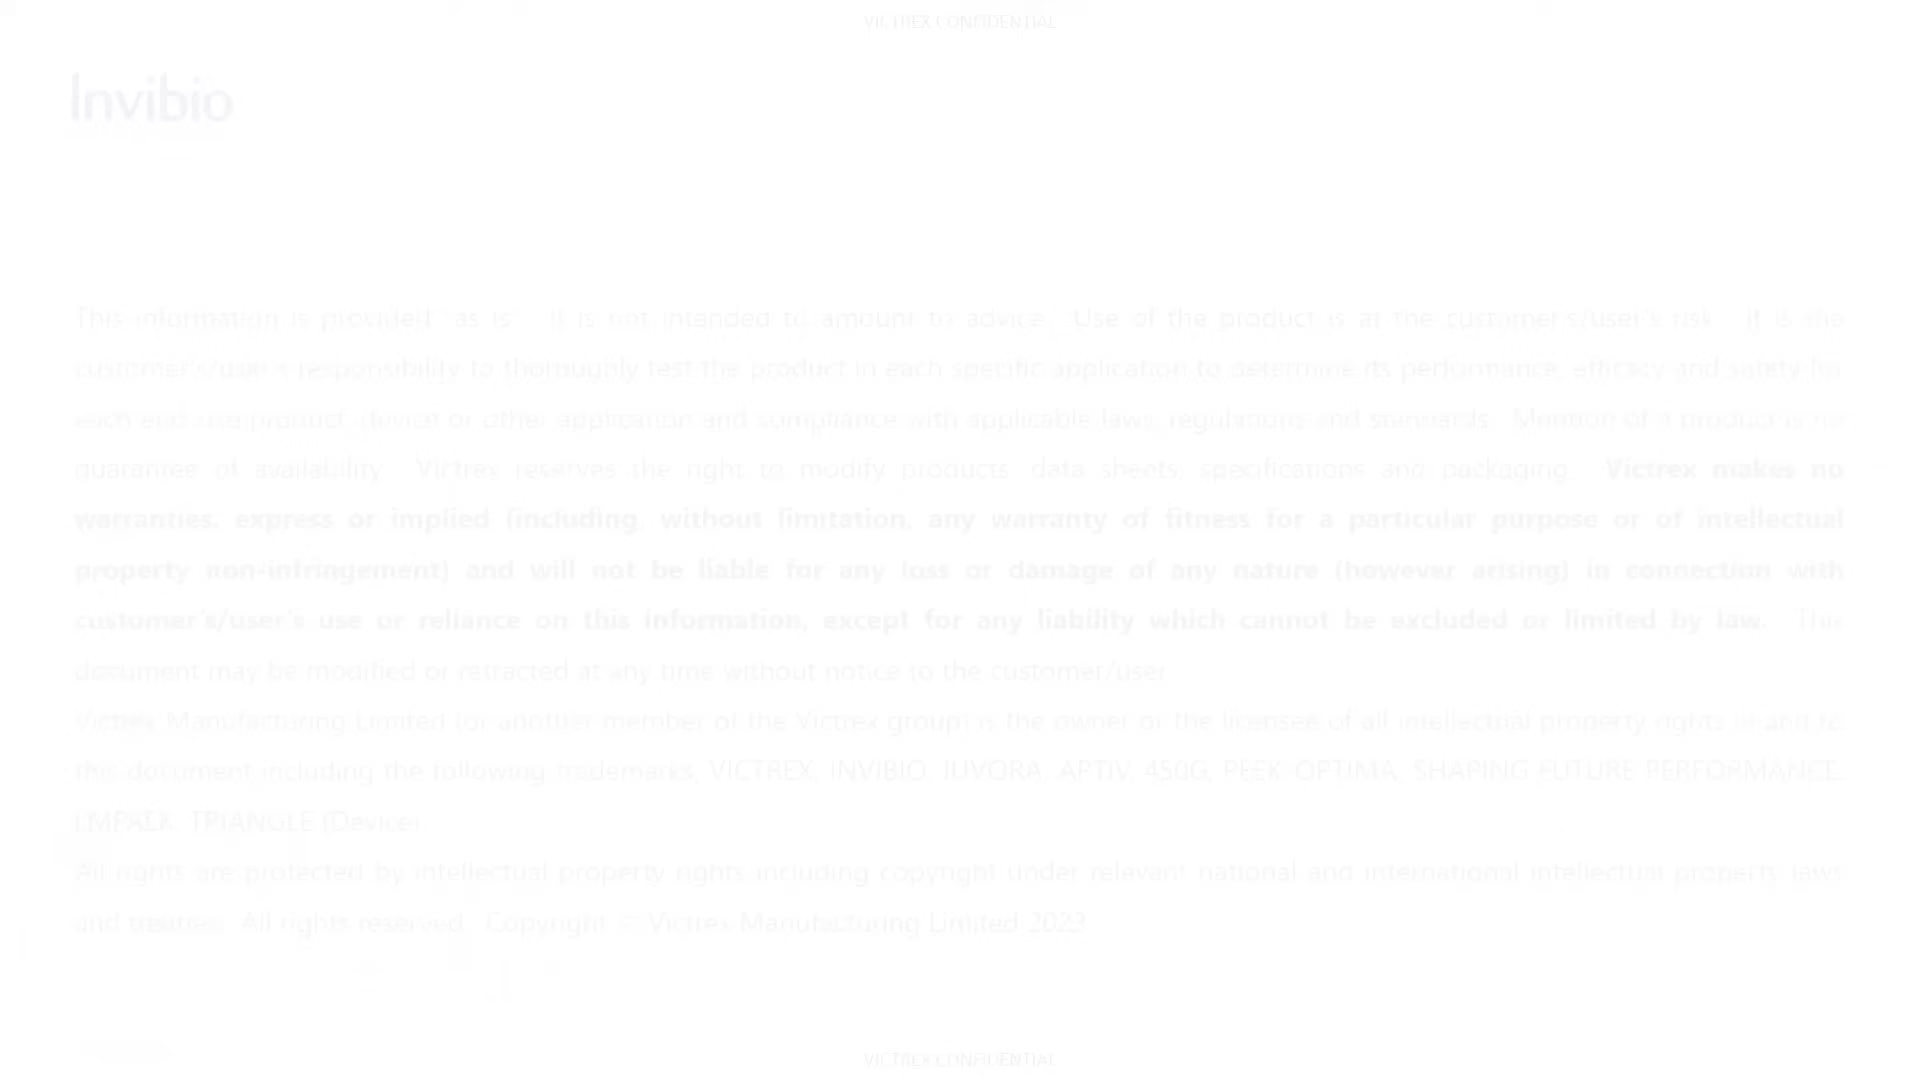 VICTREX CONFIDENTIAL
Invibio
This information is provided "as is". It is not intended to amount to advice. Use of the product is at the customer's/user's risk. It is the
customer's/user's responsibility to thoroughly test the product in each specific application to determine its performance, efficacy and safety for
each end-use product, device or other application and compliance with applicable laws, regulations and standards. Mention of a product is no
guarantee of availability. Victrex reserves the right to modify products, data sheets, specifications and packaging. Victrex makes no
warranties, express or implied (including, without limitation, any warranty of fitness for a particular purpose or of intellectual
property non-infringement) and will not be liable for any loss or damage of any nature (however arising) in connection with
customer's/user's use or reliance on this information, except for any liability which cannot be excluded or limited by law. This
document may be modified or retracted at any time without notice to the customer/user.
Victrex Manufacturing Limited (or another member of the Victrex group) is the owner or the licensee of all intellectual property rights in and to
this document including the following trademarks, VICTREX, INVIBIO, JUVORA, APTIV, 450G, PEEK-OPTIMA, SHAPING FUTURE PERFORMANCE,
LMPAEK, TRIANGLE (Device).
All rights are protected by intellectual property rights including copyright under relevant national and international intellectual property laws
and treaties. All rights reserved. Copyright © Victrex Manufacturing Limited 2023
VICTREX CONFIDENTIAL